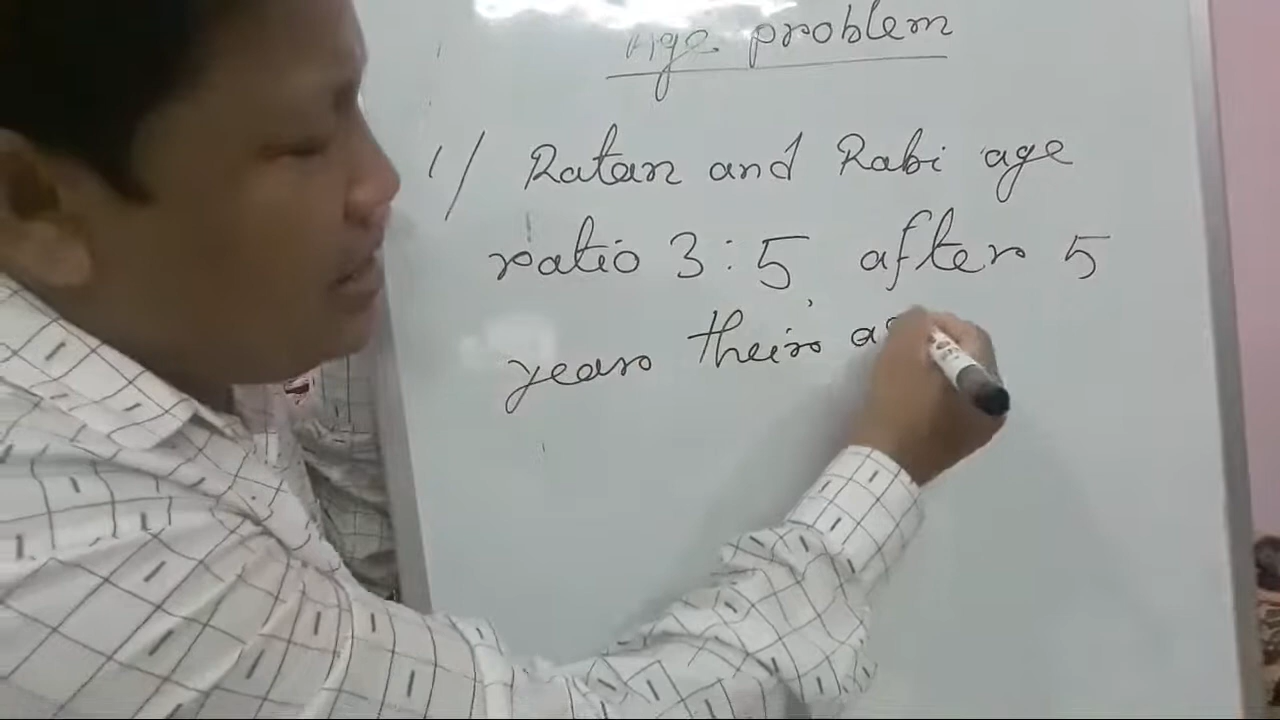 Age problem
1/ Ratan and Rabi age
ratio 3:5 after 5
years their